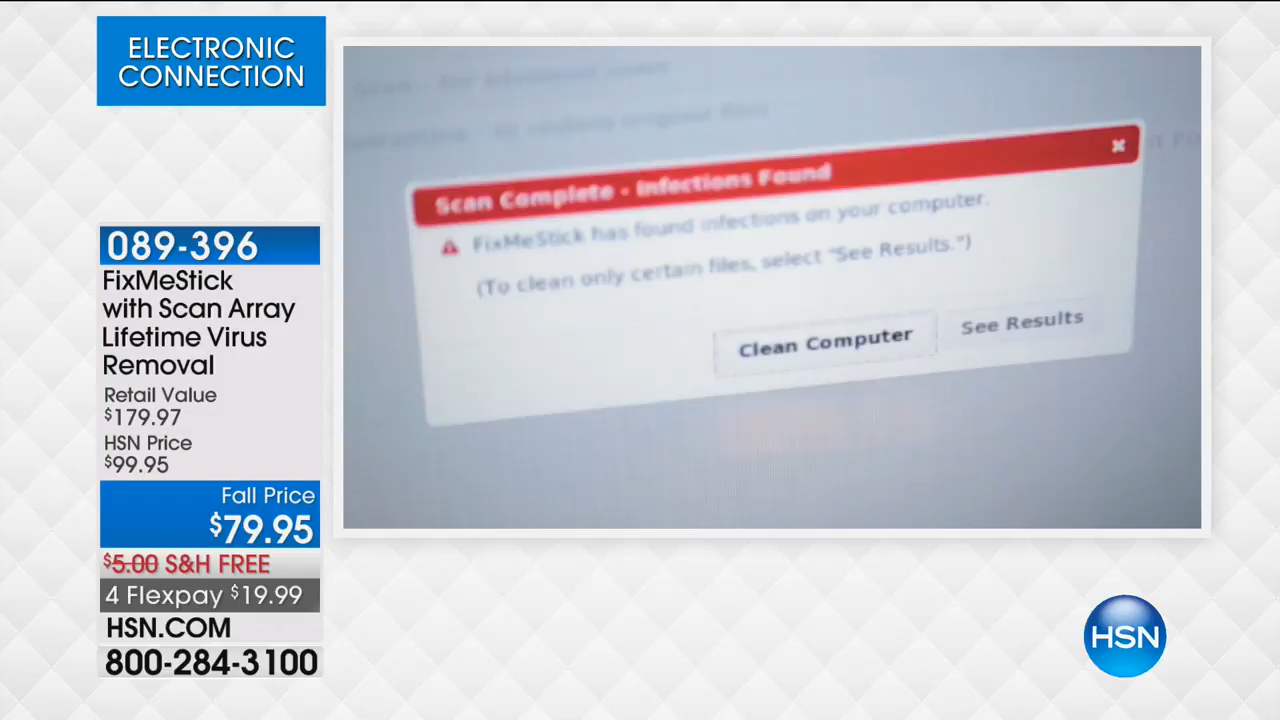 ELECTRONIC
CONNECTION
089-396
FixMeStick
with Scan Array
Lifetime Virus
Removal
Retail Value
$179.97
HSN Price
$99.95
Fall Price
$79.95
$5.00 S&H FREE
4 Flexpay $19.99
HSN.COM
800-284-3100
Scan Complete - Infections Found
FixMeStick has found infections on your computer.
(To clean only certain files, select "See Results.")
Clean Computer See Results
HSN